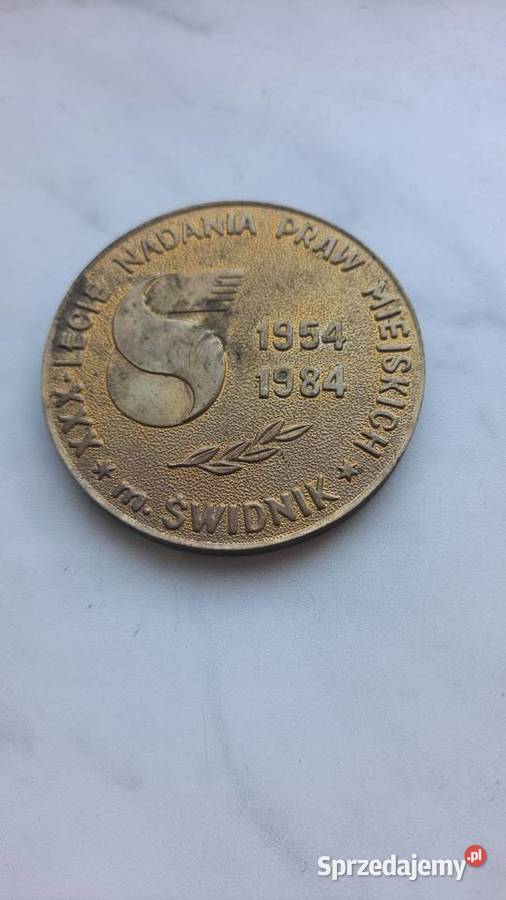 XXX-LECIE NADANIA PRAW MIEJSKICH
1954
1984
* m. ŚWIDNIK *
Sprzedajemy.pl